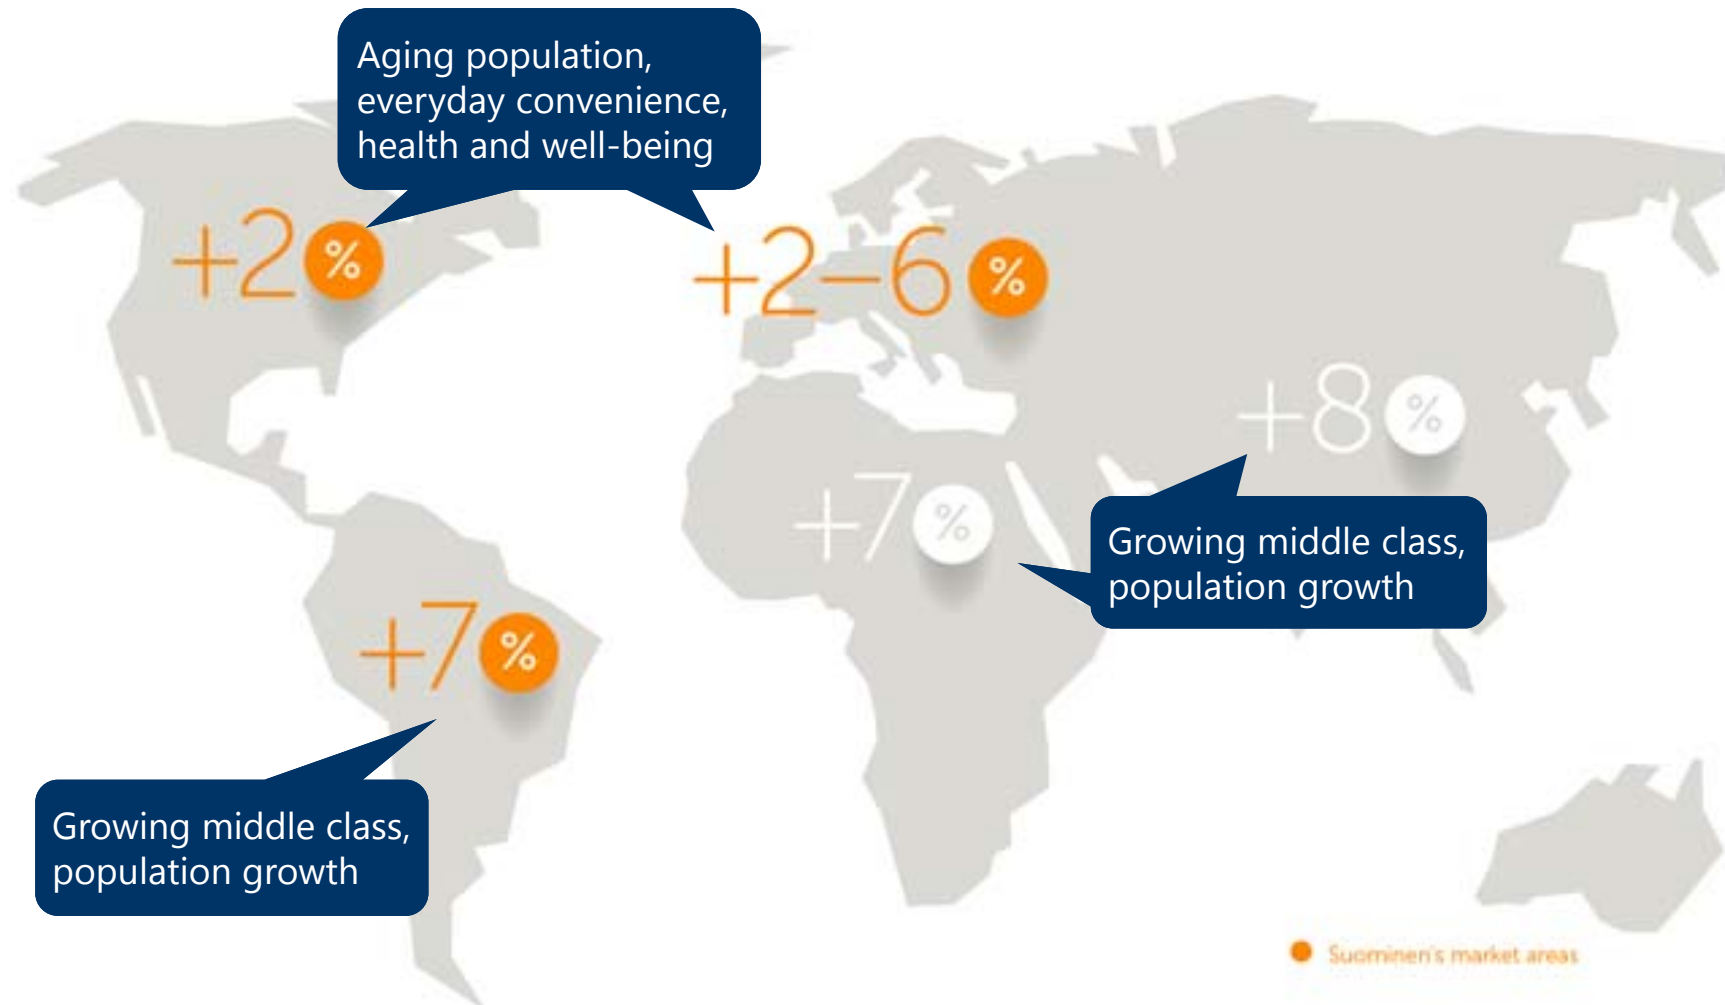 Aging population,
everyday convenience,
health and well-being
+2 %
+2–6 %
+8 %
+7 %
Growing middle class,
population growth
+7 %
Growing middle class,
population growth
Suominen's market areas